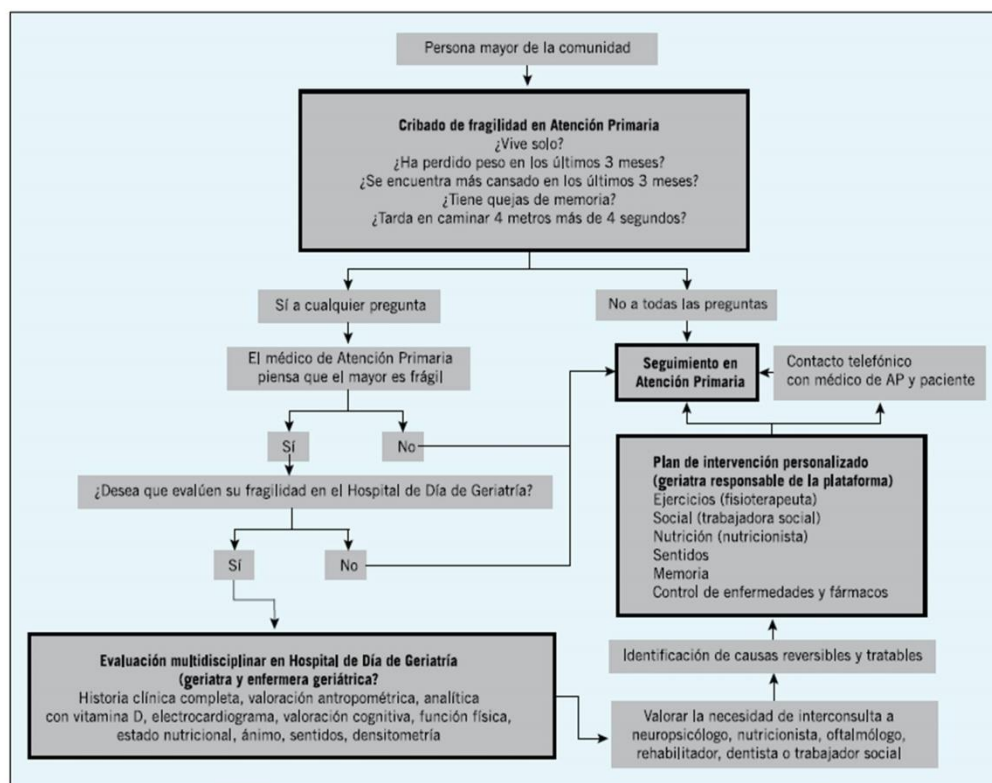 Persona mayor de la comunidad
Cribado de fragilidad en Atención Primaria
¿Vive solo?
¿Ha perdido peso en los últimos 3 meses?
¿Se encuentra más cansado en los últimos 3 meses?
¿Tiene quejas de memoria?
¿Tarda en caminar 4 metros más de 4 segundos?
Sí a cualquier pregunta
No a todas las preguntas
El médico de Atención Primaria
piensa que el mayor es frágil
Seguimiento en
Atención Primaria
Contacto telefónico
con médico de AP y paciente
Sí
No
¿Desea que evalúen su fragilidad en el Hospital de Día de Geriatría?
Sí
No
Plan de intervención personalizado
(geriatra responsable de la plataforma)
Ejercicios (fisioterapeuta)
Social (trabajadora social)
Nutrición (nutricionista)
Sentidos
Memoria
Control de enfermedades y fármacos
Evaluación multidisciplinar en Hospital de Día de Geriatría
(geriatra y enfermera geriátrica?
Historia clínica completa, valoración antropométrica, analítica
con vitamina D, electrocardiograma, valoración cognitiva, función física,
estado nutricional, ánimo, sentidos, densitometría
Identificación de causas reversibles y tratables
Valorar la necesidad de interconsulta a
neuropsicólogo, nutricionista, oftalmólogo,
rehabilitador, dentista o trabajador social